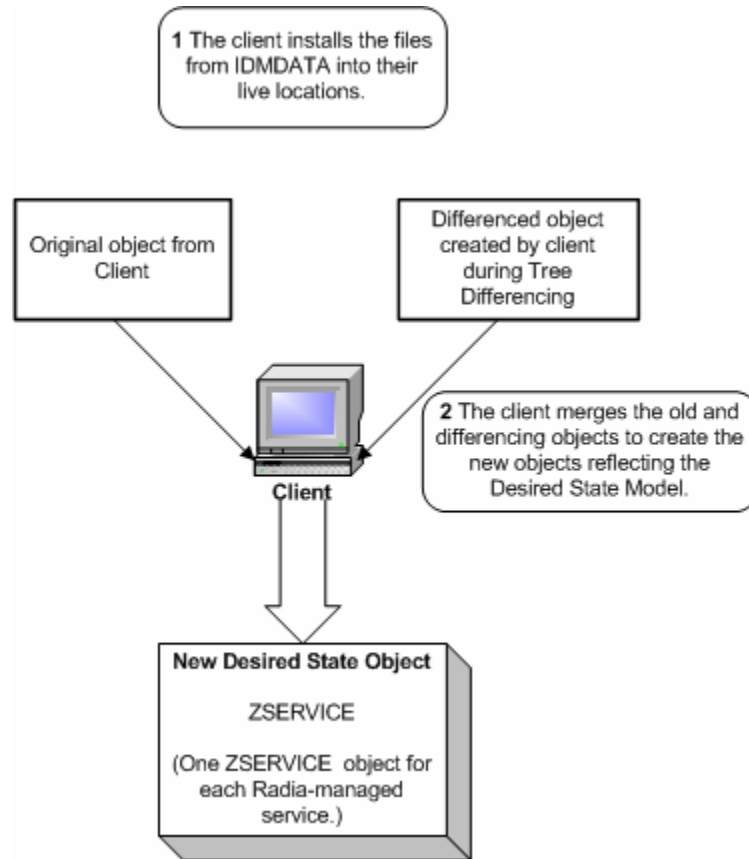 1 The client installs the files
from IDMDATA into their
live locations.
Original object from
Client
Differenced object
created by client
during Tree
Differencing
2 The client merges the old and
differencing objects to create the
new objects reflecting the
Desired State Model.
Client
New Desired State Object
ZSERVICE
(One ZSERVICE object for
each Radia-managed
service.)